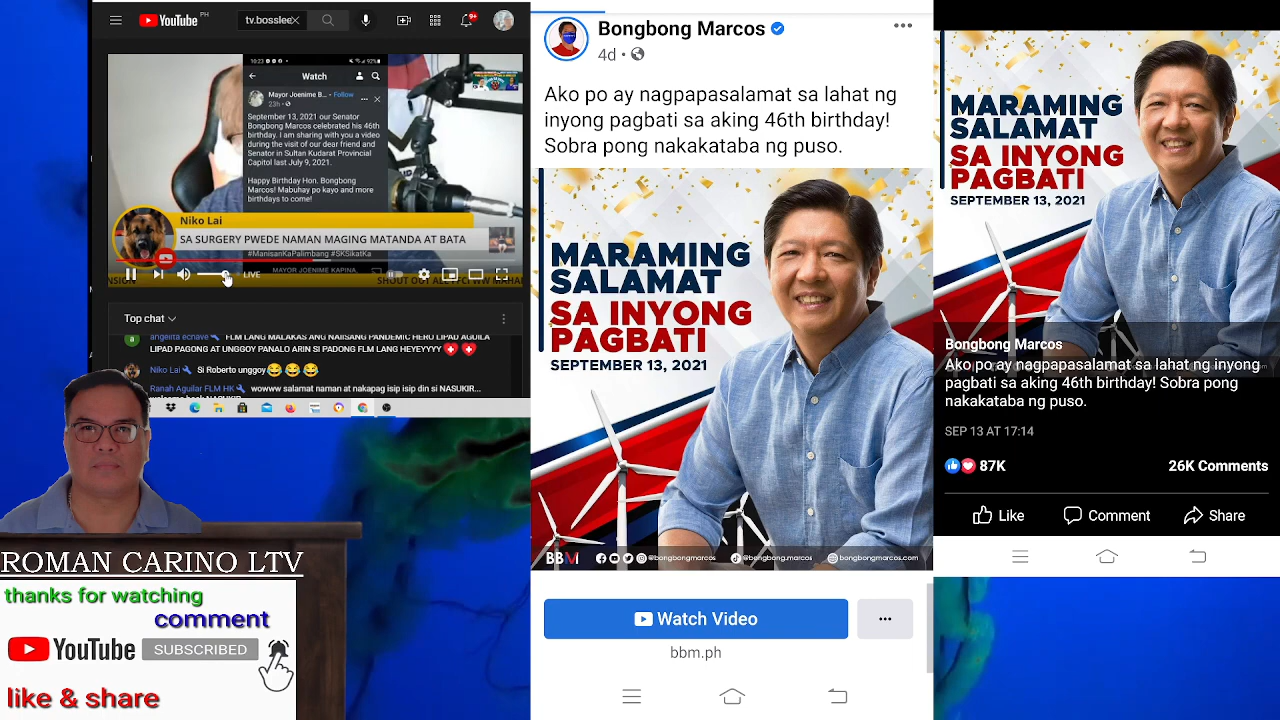 YouTube PH
tv.bosslee
9+
10:23
92%
Watch
Mayor Joenime B... · Follow
23h
September 13, 2021 our Senator
Bongbong Marcos celebrated his 46th
birthday. I am sharing with you a video
during the visit of our dear friend and
Senator in Sultan Kudarat Provincial
Capitol last July 9, 2021.
Happy Birthday Hon. Bongbong
Marcos! Mabuhay po kayo and more
birthdays to come!
Niko Lai
SA SURGERY PWEDE NAMAN MAGING MATANDA AT BATA
#ManisanKaPalimbang #SKSikatKa
MAYOR JOENIME KAPINA,
LIVE
Top chat
angelita echave FLM LANG MALAKAS ANG NAIISANG PANDEMIC HERO LIPAD AGUILA
LIPAD PAGONG AT UNGGOY PANALO ARIN SI PADONG FLM LANG HEYEYYYY
Niko Lai Si Roberto unggoy
Ranah Aguilar FLM HK wowww salamat naman at nakapag isip isip din si NASUKIR...
ROMAN CABINO LTV
thanks for watching
comment
YouTube SUBSCRIBED
like & share
Bongbong Marcos
4d
Ako po ay nagpapasalamat sa lahat ng
inyong pagbati sa aking 46th birthday!
Sobra pong nakakataba ng puso.
MARAMING
SALAMAT
SA INYONG
PAGBATI
SEPTEMBER 13, 2021
BBM @bongbongmarcos @bongbong.marcos bongbongmarcos.com
Watch Video
bbm.ph
MARAMING
SALAMAT
SA INYONG
PAGBATI
SEPTEMBER 13, 2021
Bongbong Marcos
Ako po ay nagpapasalamat sa lahat ng inyong
pagbati sa aking 46th birthday! Sobra pong
nakakataba ng puso.
SEP 13 AT 17:14
87K
26K Comments
Like Comment Share